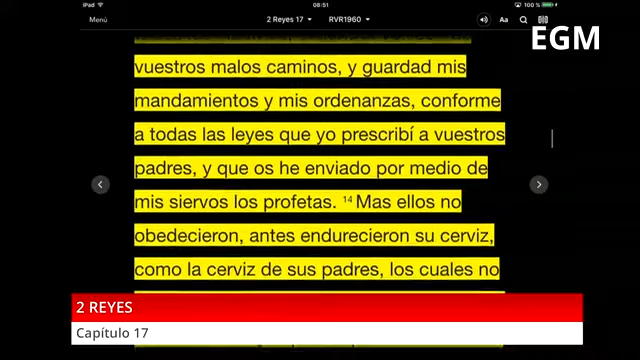 iPad
08:51
100 %
Menú
2 Reyes 17
RVR1960
Aa
EGM
vuestros malos caminos, y guardad mis
mandamientos y mis ordenanzas, conforme
a todas las leyes que yo prescribí a vuestros
padres, y que os he enviado por medio de
mis siervos los profetas. 14 Mas ellos no
obedecieron, antes endurecieron su cerviz,
como la cerviz de sus padres, los cuales no
2 REYES
Capítulo 17